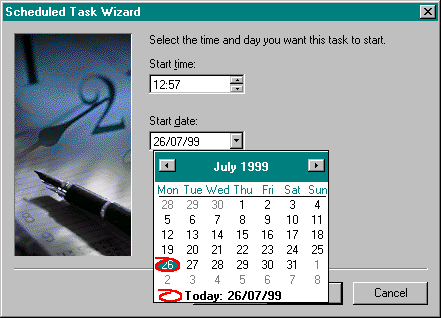 Scheduled Task Wizard
Select the time and day you want this task to start.
Start time:
12:57
Start date:
26/07/99
July 1999
Mon Tue Wed Thu Fri Sat Sun
28 29 30 1 2 3 4
5 6 7 8 9 10 11
12 13 14 15 16 17 18
19 20 21 22 23 24 25
26 27 28 29 30 31 1
2 3 4 5 6 7 8
Today: 26/07/99
Cancel